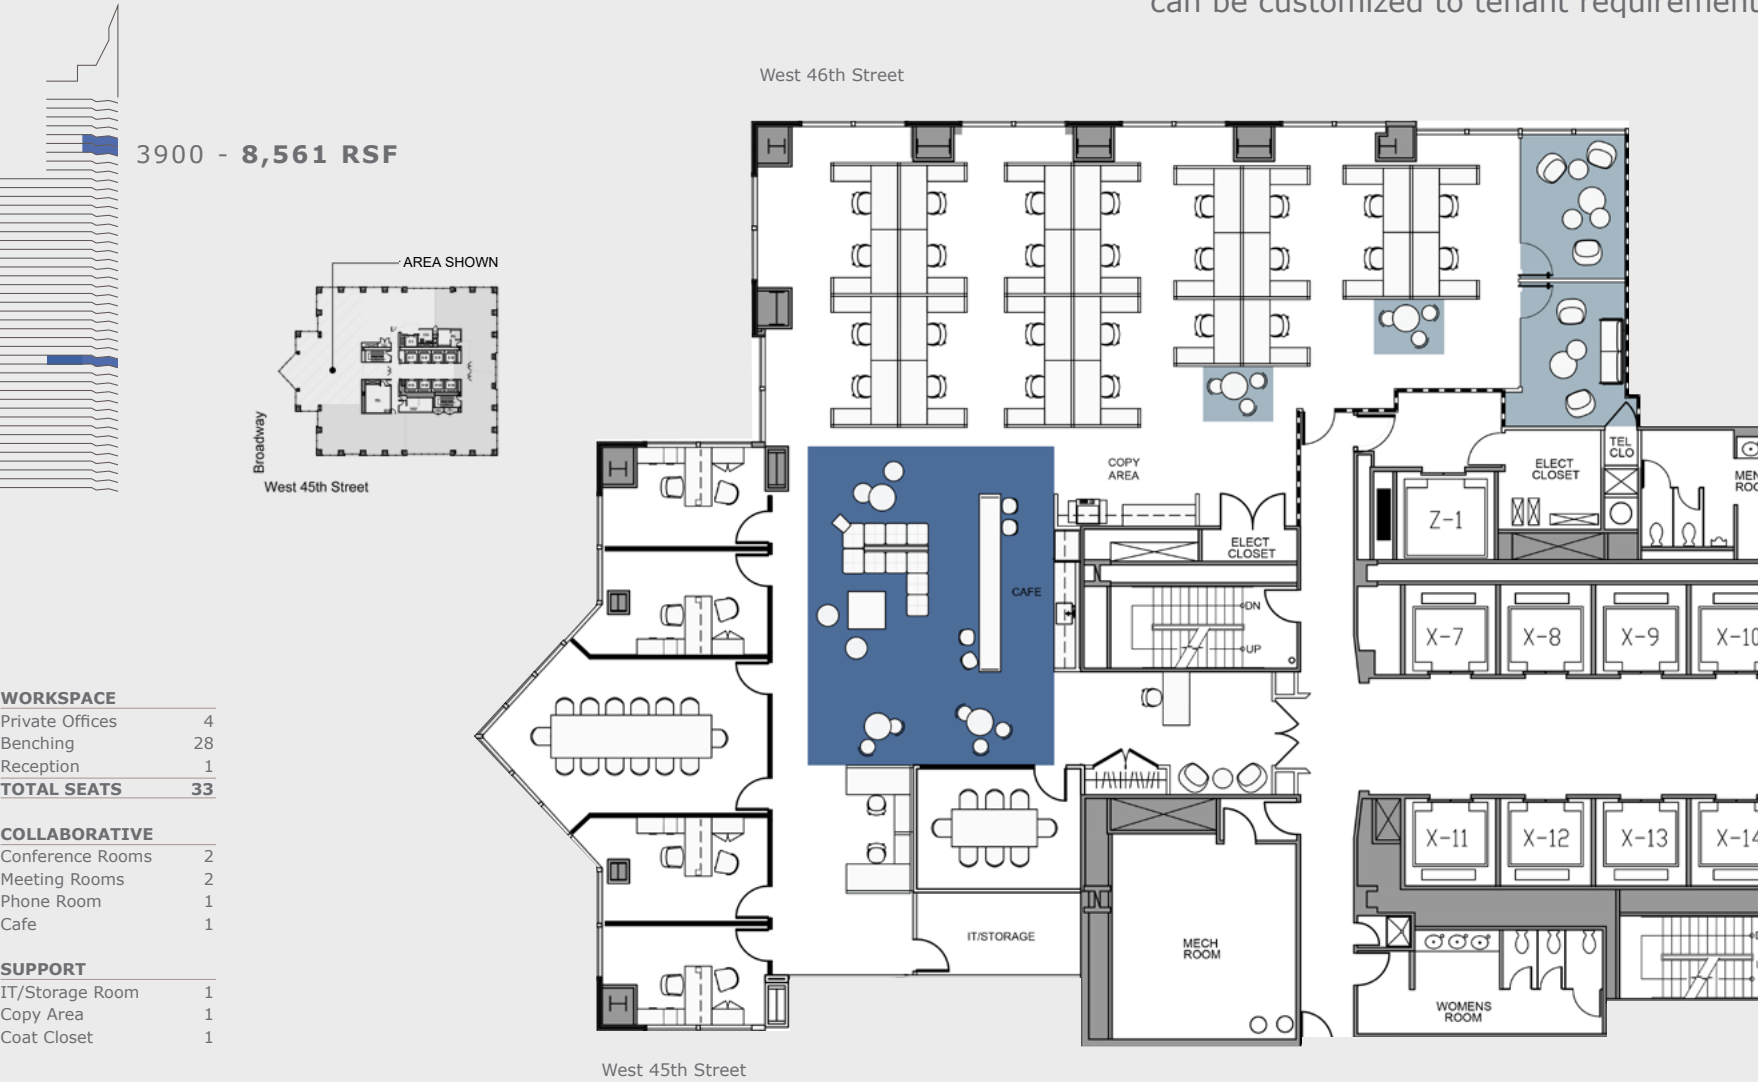 can be customized to tenant requirement
West 46th Street
3900 - 8,561 RSF
AREA SHOWN
Broadway
West 45th Street
COPY
AREA
ELECT
CLOSET
TEL
CLO
MEN
ROO
Z-1
ELECT
CLOSET
CAFE
DN
UP
X-7
X-8
X-9
X-10
WORKSPACE
Private Offices 4
Benching 28
Reception 1
TOTAL SEATS 33
COLLABORATIVE
Conference Rooms 2
Meeting Rooms 2
Phone Room 1
Cafe 1
SUPPORT
IT/Storage Room 1
Copy Area 1
Coat Closet 1
X-11
X-12
X-13
X-14
IT/STORAGE
MECH
ROOM
WOMENS
ROOM
West 45th Street